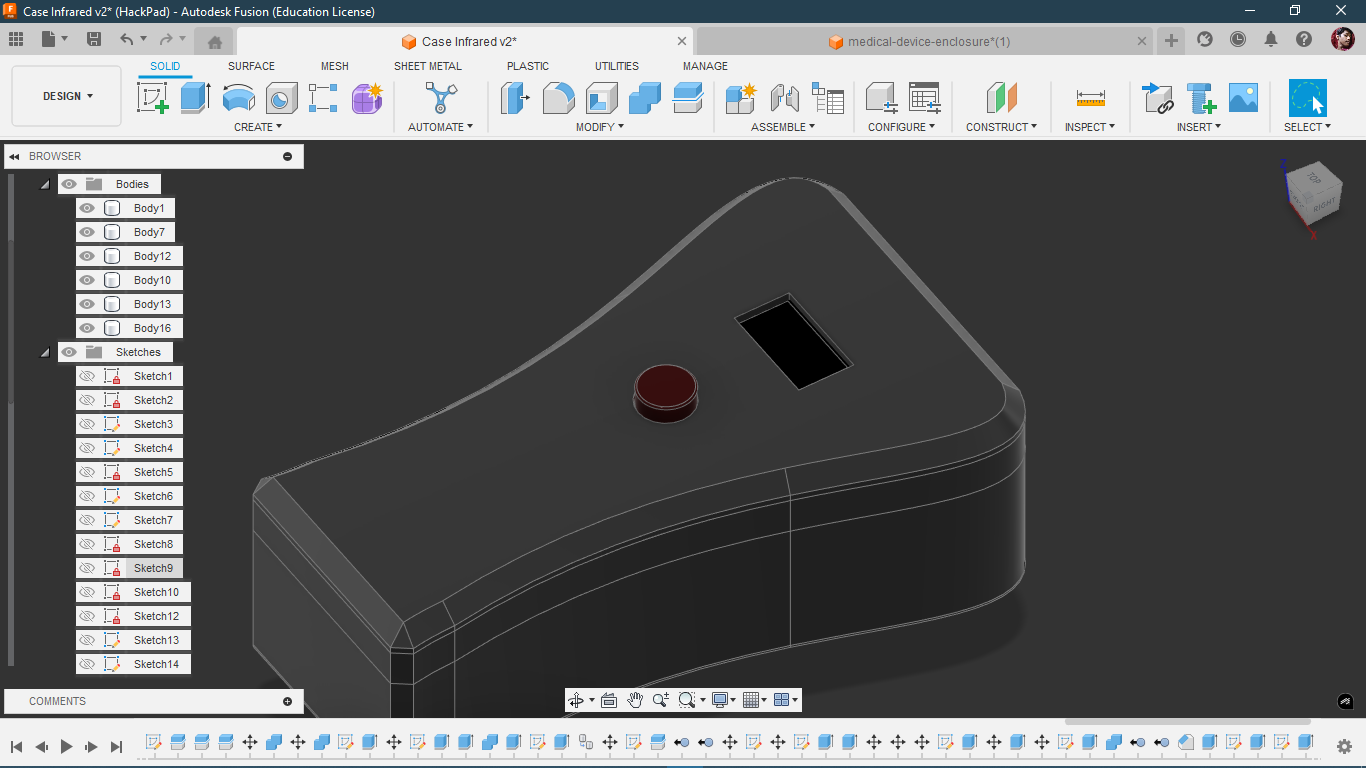 Case Infrared v2* (HackPad) - Autodesk Fusion (Education License)
Case Infrared v2*
medical-device-enclosure*(1)
SOLID SURFACE MESH SHEET METAL PLASTIC UTILITIES MANAGE
DESIGN
CREATE AUTOMATE MODIFY ASSEMBLE CONFIGURE CONSTRUCT INSPECT INSERT SELECT
BROWSER
Bodies
Body1
Body7
Body12
Body10
Body13
Body16
Sketches
Sketch1
Sketch2
Sketch3
Sketch4
Sketch5
Sketch6
Sketch7
Sketch8
Sketch9
Sketch10
Sketch12
Sketch13
Sketch14
Z
TOP
RIGHT
X
COMMENTS